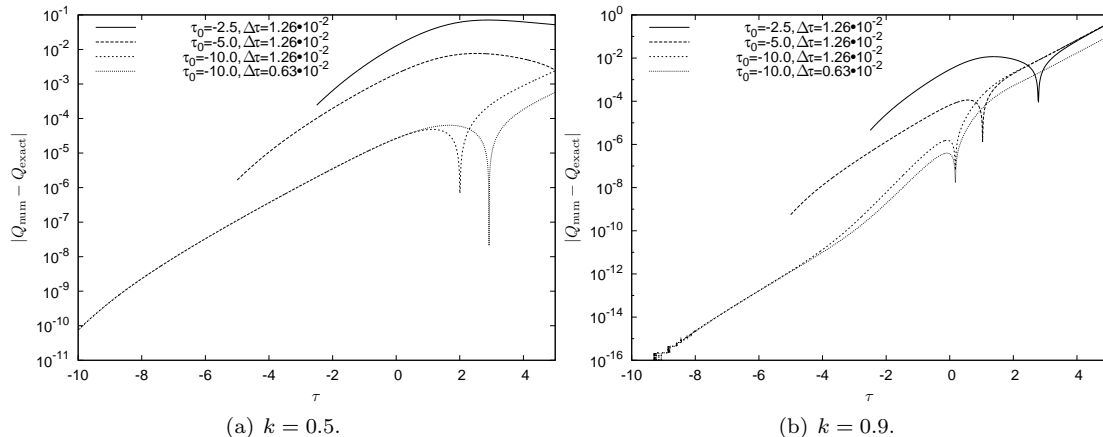 τ₀=-2.5, Δτ=1.26•10⁻²
τ₀=-5.0, Δτ=1.26•10⁻²
τ₀=-10.0, Δτ=1.26•10⁻²
τ₀=-10.0, Δτ=0.63•10⁻²
10⁰
10⁻¹
10⁻²
10⁻³
10⁻⁴
10⁻⁵
10⁻⁶
10⁻⁷
10⁻⁸
10⁻⁹
10⁻¹⁰
10⁻¹¹
|Q_num − Q_exact|
-10 -8 -6 -4 -2 0 2 4
τ
(a) k = 0.5.
τ₀=-2.5, Δτ=1.26•10⁻²
τ₀=-5.0, Δτ=1.26•10⁻²
τ₀=-10.0, Δτ=1.26•10⁻²
τ₀=-10.0, Δτ=0.63•10⁻²
10⁰
10⁻²
10⁻⁴
10⁻⁶
10⁻⁸
10⁻¹⁰
10⁻¹²
10⁻¹⁴
10⁻¹⁶
|Q_num − Q_exact|
-10 -8 -6 -4 -2 0 2 4
τ
(b) k = 0.9.